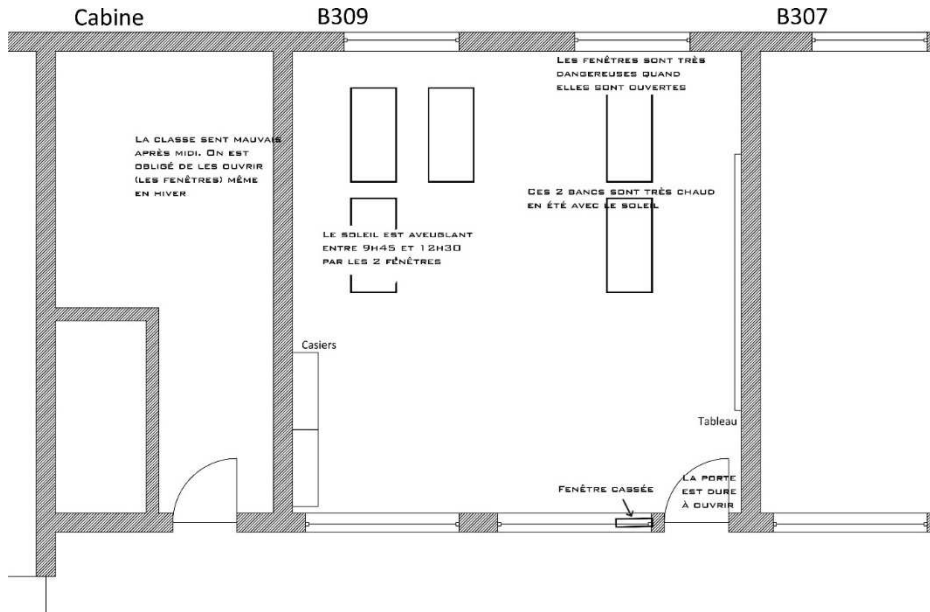 Cabine
B309
B307
LES FENÊTRES SONT TRÈS
DANGEREUSES QUAND
ELLES SONT OUVERTES
LA CLASSE SENT MAUVAIS
APRÈS MIDI. ON EST
OBLIGÉ DE LES OUVRIR
(LES FENÊTRES) MÊME
EN HIVER
CES 2 BANCS SONT TRÈS CHAUD
EN ÉTÉ AVEC LE SOLEIL
LE SOLEIL EST AVEUGLANT
ENTRE 9H45 ET 12H30
PAR LES 2 FENÊTRES
Casiers
Tableau
FENÊTRE CASSÉE
LA PORTE
EST DURE
À OUVRIR